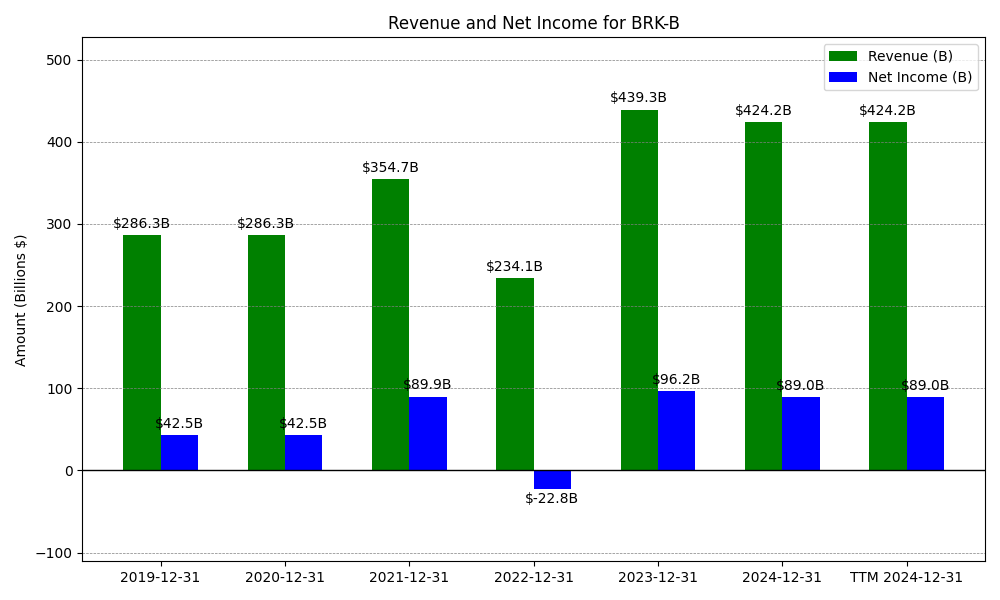 Revenue and Net Income for BRK-B
Revenue (B)
Net Income (B)
Amount (Billions $)
500
400
300
200
100
0
−100
$286.3B
$42.5B
$286.3B
$42.5B
$354.7B
$89.9B
$234.1B
$-22.8B
$439.3B
$96.2B
$424.2B
$89.0B
$424.2B
$89.0B
2019-12-31
2020-12-31
2021-12-31
2022-12-31
2023-12-31
2024-12-31
TTM 2024-12-31